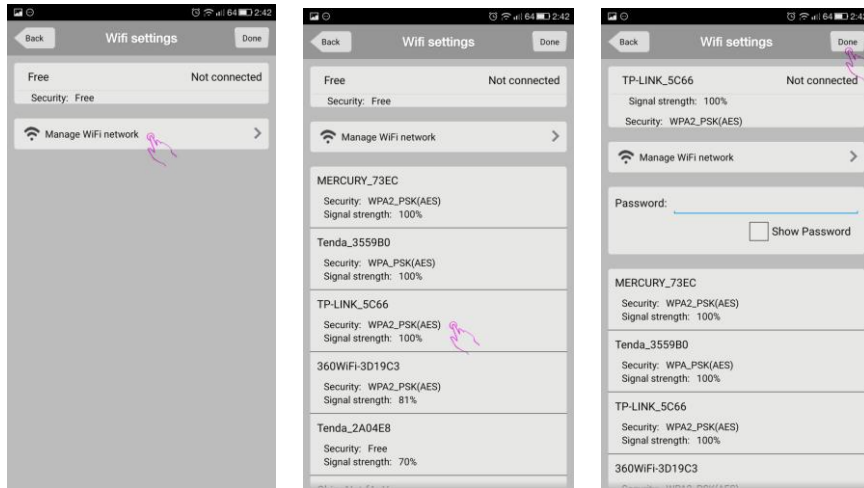 64 2:42
Back Wifi settings Done
Free Not connected
Security: Free
Manage WiFi network
64 2:42
Back Wifi settings Done
Free Not connected
Security: Free
Manage WiFi network
MERCURY_73EC
Security: WPA2_PSK(AES)
Signal strength: 100%
Tenda_3559B0
Security: WPA_PSK(AES)
Signal strength: 100%
TP-LINK_5C66
Security: WPA2_PSK(AES)
Signal strength: 100%
360WiFi-3D19C3
Security: WPA2_PSK(AES)
Signal strength: 81%
Tenda_2A04E8
Security: Free
Signal strength: 70%
64 2:42
Back Wifi settings Done
TP-LINK_5C66 Not connected
Signal strength: 100%
Security: WPA2_PSK(AES)
Manage WiFi network
Password:
Show Password
MERCURY_73EC
Security: WPA2_PSK(AES)
Signal strength: 100%
Tenda_3559B0
Security: WPA_PSK(AES)
Signal strength: 100%
TP-LINK_5C66
Security: WPA2_PSK(AES)
Signal strength: 100%
360WiFi-3D19C3